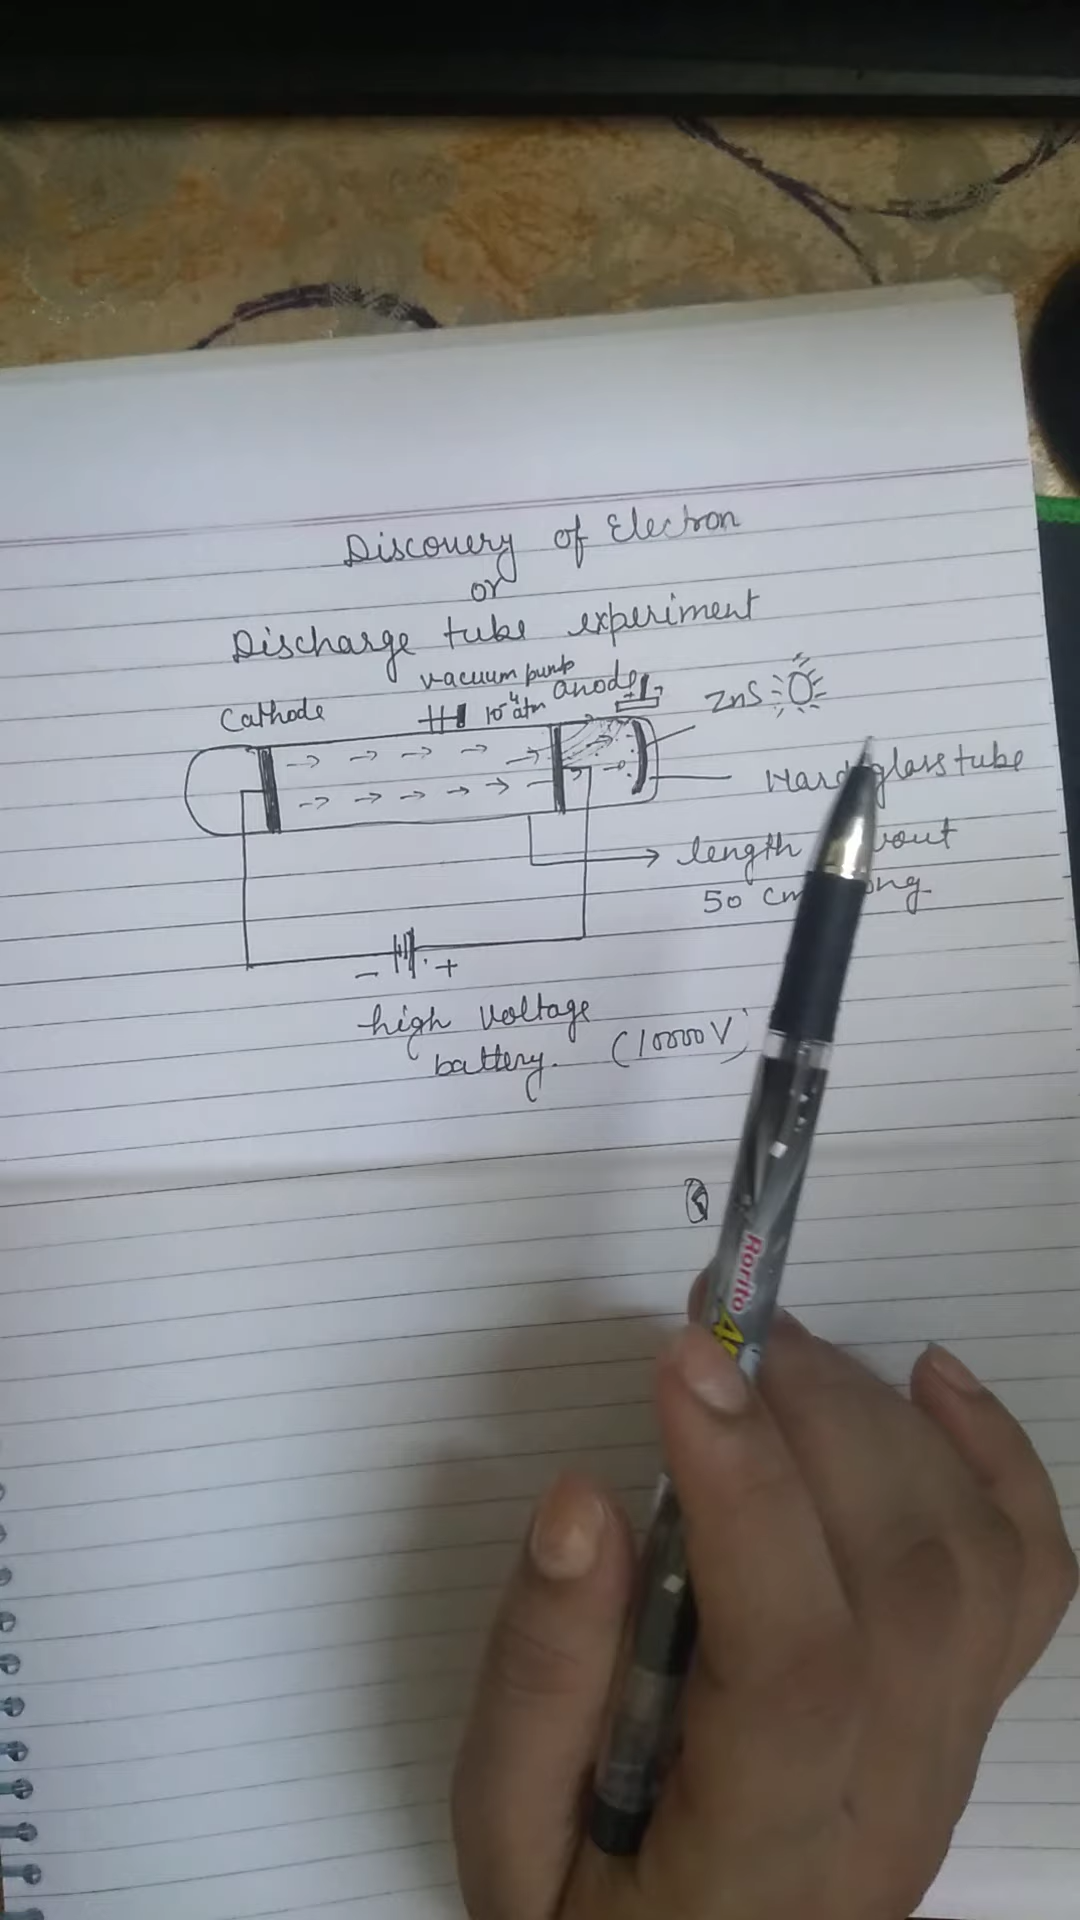 Discovery of Electron
or
Discharge tube experiment
vacuum pump
Cathode
10⁻⁴ atm
anode
ZnS
Hard glass tube
length
50 cm
- +
high voltage
battery. (10000V)
Rorito